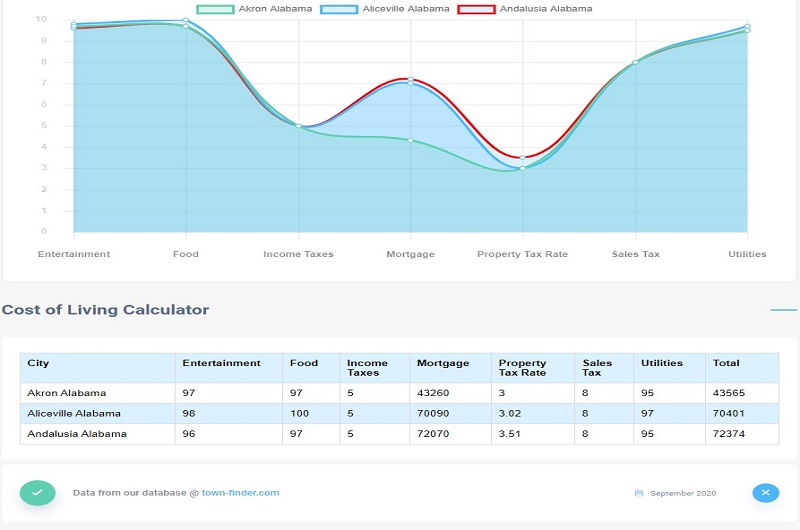 Akron Alabama Aliceville Alabama Andalusia Alabama
10
9
8
7
6
5
4
3
2
1
0
Entertainment Food Income Taxes Mortgage Property Tax Rate Sales Tax Utilities
Cost of Living Calculator
City Entertainment Food Income Taxes Mortgage Property Tax Rate Sales Tax Utilities Total
Akron Alabama 97 97 5 43260 3 8 95 43565
Aliceville Alabama 98 100 5 70090 3.02 8 97 70401
Andalusia Alabama 96 97 5 72070 3.51 8 95 72374
Data from our database @ town-finder.com September 2020